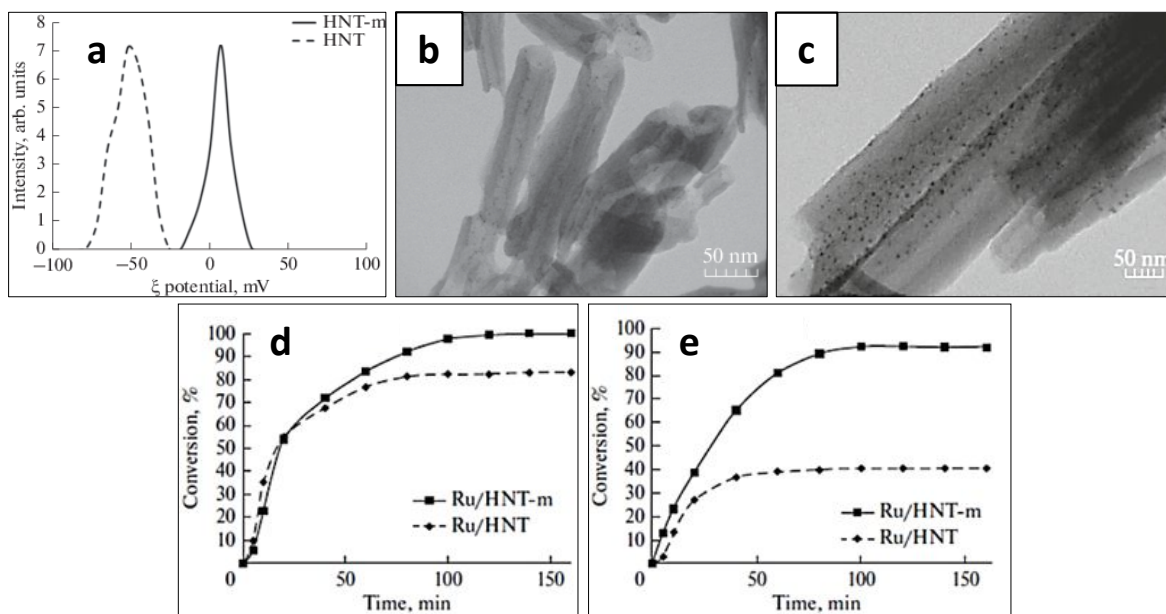 a
HNT-m
HNT
8
7
6
5
4
3
2
1
0
Intensity, arb. units
−100
−50
0
50
100
ξ potential, mV
b
50 nm
c
50 nm
d
100
90
80
70
60
50
40
30
20
10
0
Conversion, %
Ru/HNT-m
Ru/HNT
50
100
150
Time, min
e
100
90
80
70
60
50
40
30
20
10
0
Conversion, %
Ru/HNT-m
Ru/HNT
50
100
150
Time, min